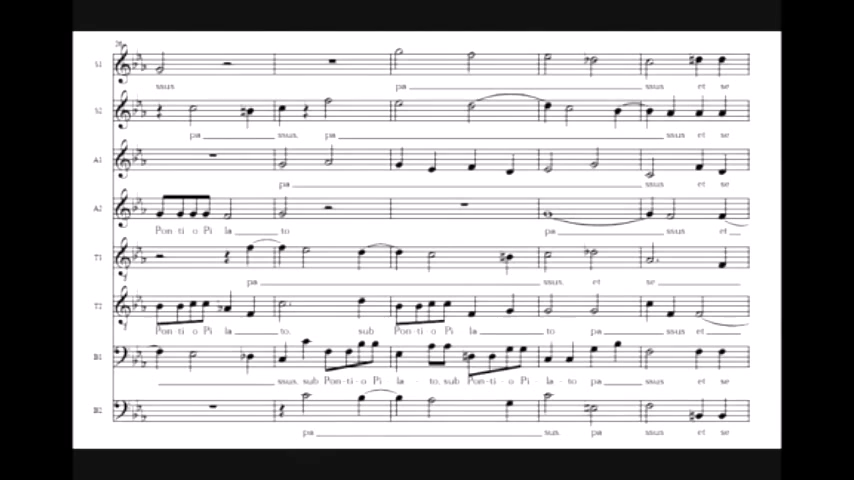 S1 ssus pa ssus et se
S2 pa ssus, pa ssus et se
A1 pa ssus et se
A2 Pon ti o Pi la to pa ssus et
T1 pa ssus et se
T2 Pon ti o Pi la to. sub Pon ti o Pi la to pa ssus et
B1 ssus. sub Pon - ti - o Pi la - to. sub Pon - ti - o Pi - la - to pa ssus et se
B2 pa sus. pa ssus et se